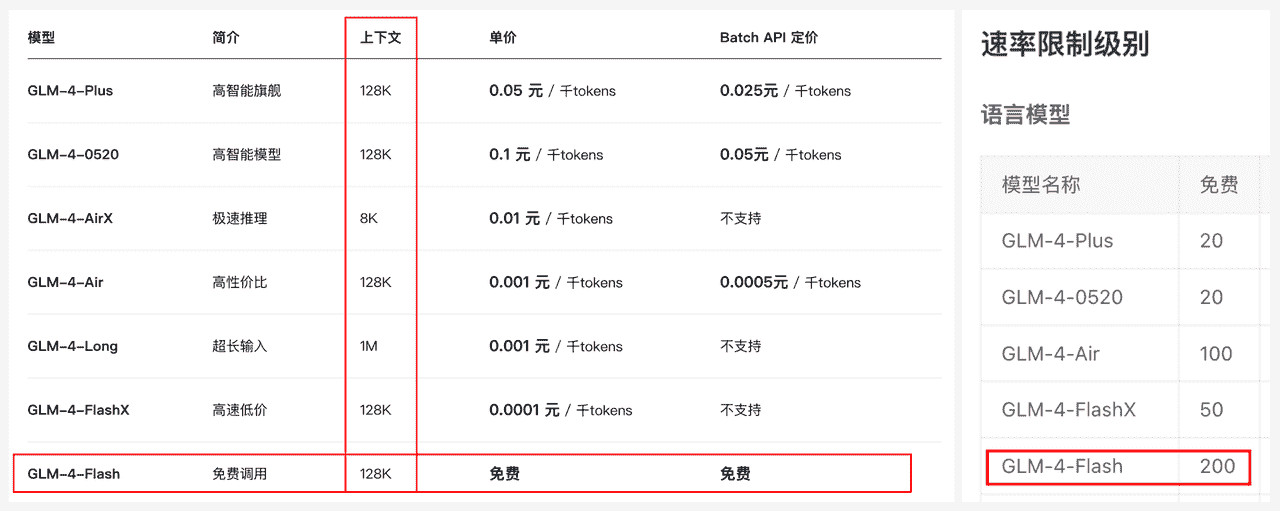 模型 简介 上下文 单价 Batch API 定价
GLM-4-Plus 高智能旗舰 128K 0.05 元 / 千tokens 0.025元 / 千tokens
GLM-4-0520 高智能模型 128K 0.1 元 / 千tokens 0.05元 / 千tokens
GLM-4-AirX 极速推理 8K 0.01 元 / 千tokens 不支持
GLM-4-Air 高性价比 128K 0.001 元 / 千tokens 0.0005元 / 千tokens
GLM-4-Long 超长输入 1M 0.001 元 / 千tokens 不支持
GLM-4-FlashX 高速低价 128K 0.0001 元 / 千tokens 不支持
GLM-4-Flash 免费调用 128K 免费 免费
速率限制级别
语言模型
模型名称 免费
GLM-4-Plus 20
GLM-4-0520 20
GLM-4-Air 100
GLM-4-FlashX 50
GLM-4-Flash 200